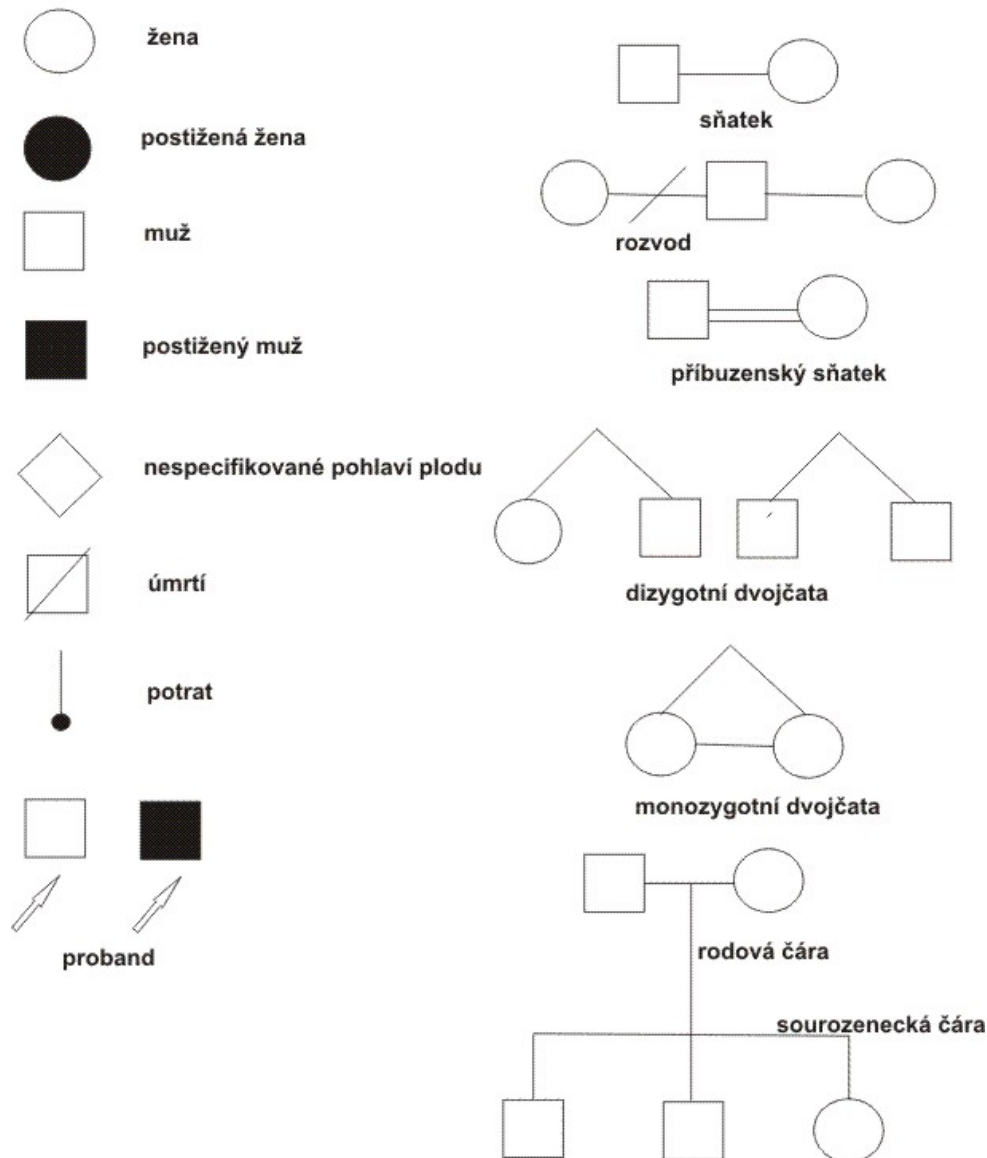 žena
postižená žena
muž
postižený muž
nespecifikované pohlaví plodu
úmrtí
potrat
proband
sňatek
rozvod
příbuzenský sňatek
dizygotní dvojčata
monozygotní dvojčata
rodová čára
sourozenecká čára